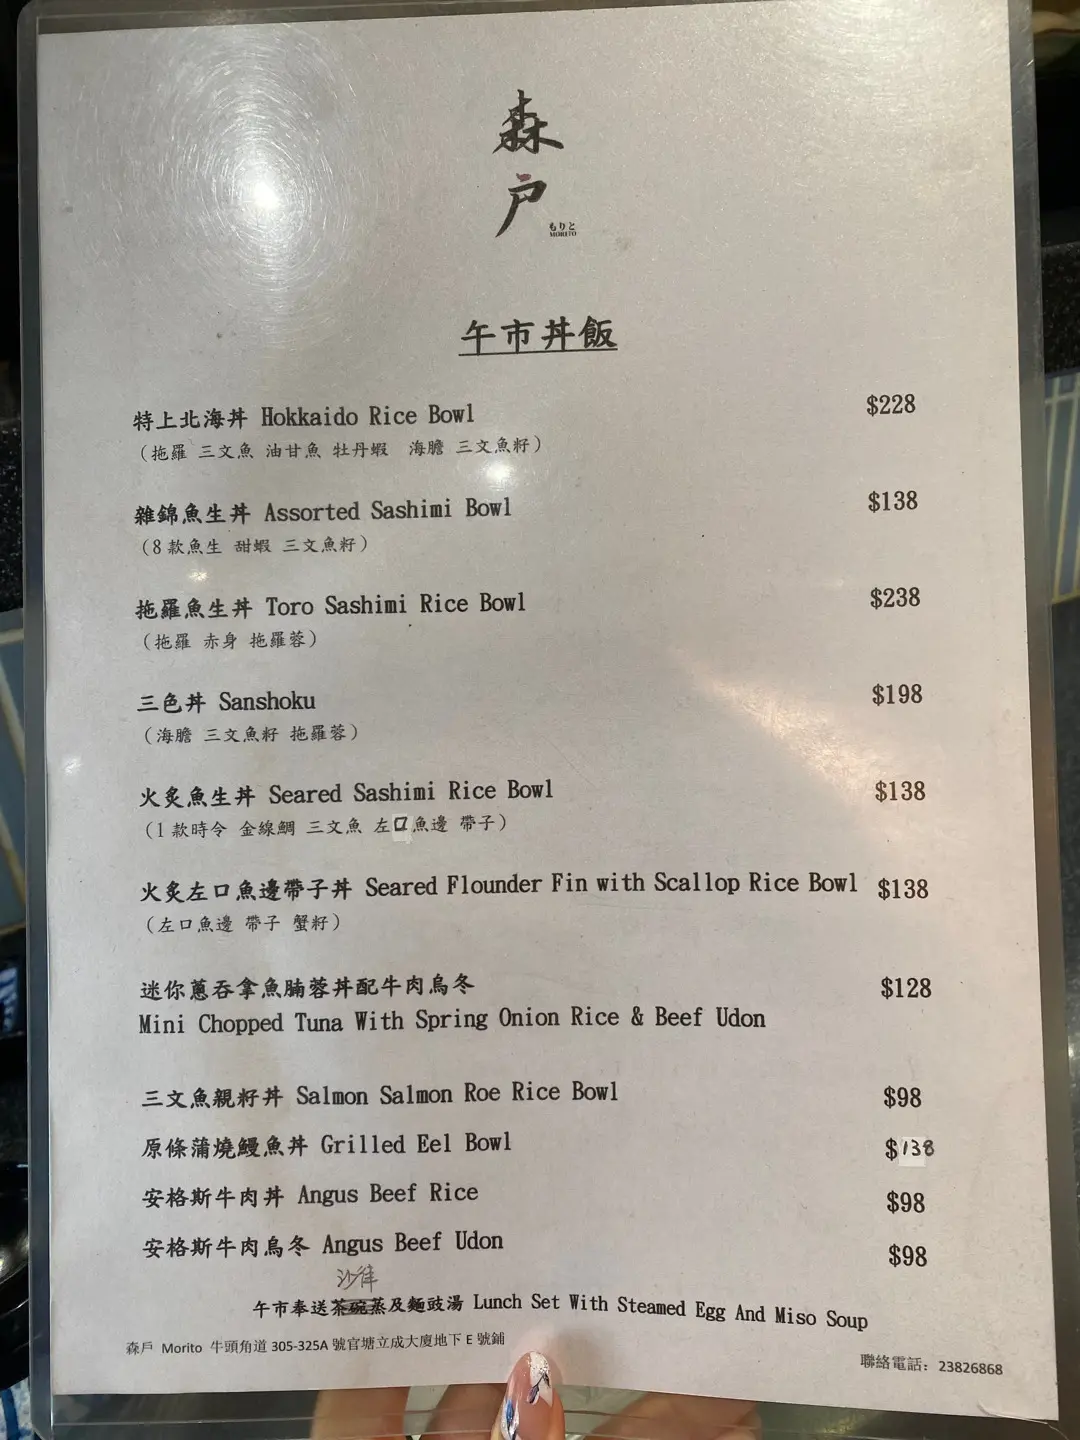 森
戶
もりと
MORITO
午市丼飯
特上北海丼 Hokkaido Rice Bowl $228
(拖羅 三文魚 油甘魚 牡丹蝦 海膽 三文魚籽)
雜錦魚生丼 Assorted Sashimi Bowl $138
(8款魚生 甜蝦 三文魚籽)
拖羅魚生丼 Toro Sashimi Rice Bowl $238
(拖羅 赤身 拖羅蓉)
三色丼 Sanshoku $198
(海膽 三文魚籽 拖羅蓉)
火炙魚生丼 Seared Sashimi Rice Bowl $138
(1款時令 金線鯛 三文魚 左口魚邊 帶子)
火炙左口魚邊帶子丼 Seared Flounder Fin with Scallop Rice Bowl $138
(左口魚邊 帶子 蟹籽)
迷你蔥吞拿魚腩蓉丼配牛肉烏冬 $128
Mini Chopped Tuna With Spring Onion Rice & Beef Udon
三文魚親籽丼 Salmon Salmon Roe Rice Bowl $98
原條蒲燒鰻魚丼 Grilled Eel Bowl $138
安格斯牛肉丼 Angus Beef Rice $98
安格斯牛肉烏冬 Angus Beef Udon $98
沙律
午市奉送茶碗蒸及麵豉湯 Lunch Set With Steamed Egg And Miso Soup
森戶 Morito 牛頭角道 305-325A 號官塘立成大廈地下 E 號鋪
聯絡電話: 23826868